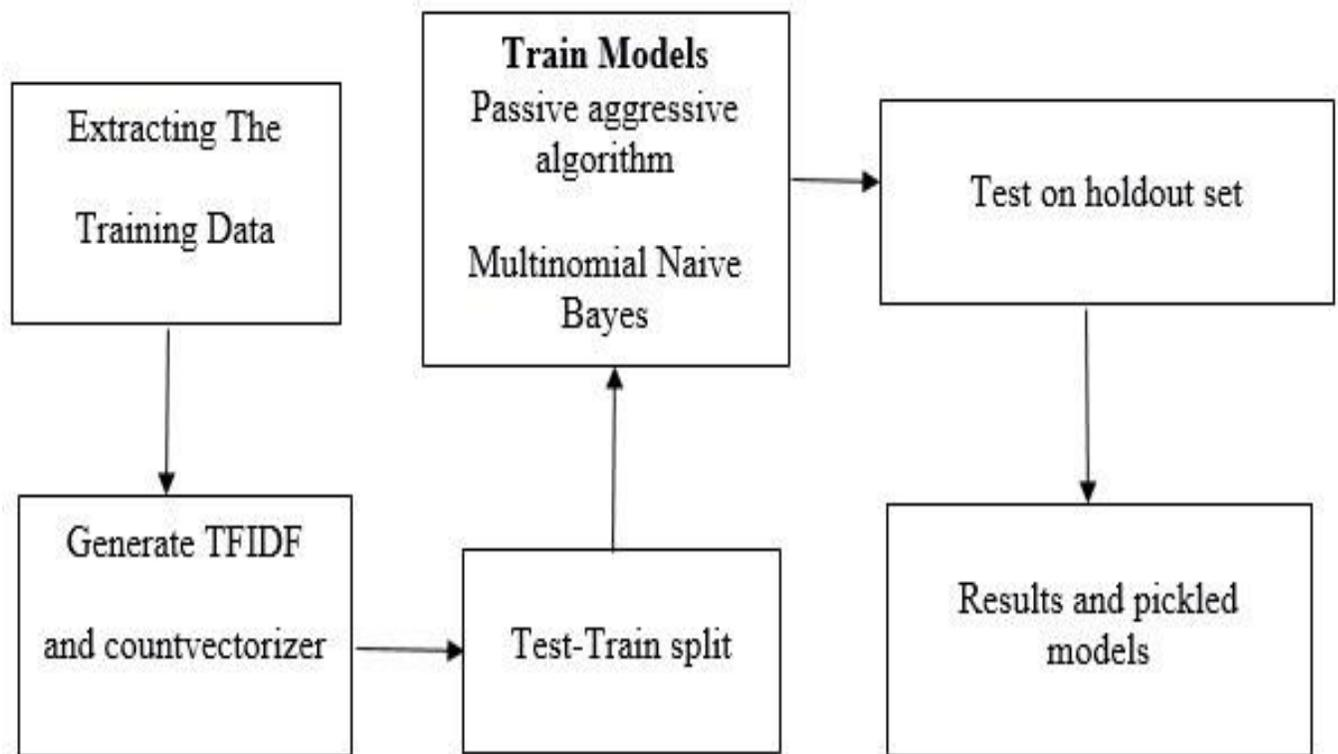 Extracting The
Training Data
Generate TFIDF
and countvectorizer
Test-Train split
Train Models
Passive aggressive
algorithm
Multinomial Naive
Bayes
Test on holdout set
Results and pickled
models